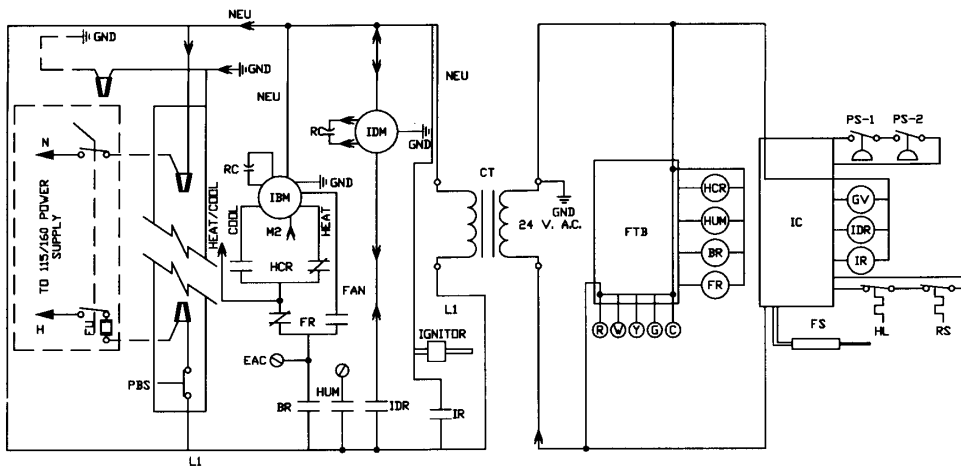 NEU
GND
GND
NEU
NEU
RC
IDM
GND
RC
IBM
GND
N
TO 115/160 POWER
SUPPLY
H
FU
HEAT/COOL
COOL
M2
HEAT
HCR
FAN
FR
EAC
PBS
BR
HUM
IDR
IR
L1
CT
L1
IGNITOR
GND
24 V. A.C.
FTB
HCR
HUM
BR
FR
R W Y G C
PS-1 PS-2
IC
GV
IDR
IR
FS
HL
RS